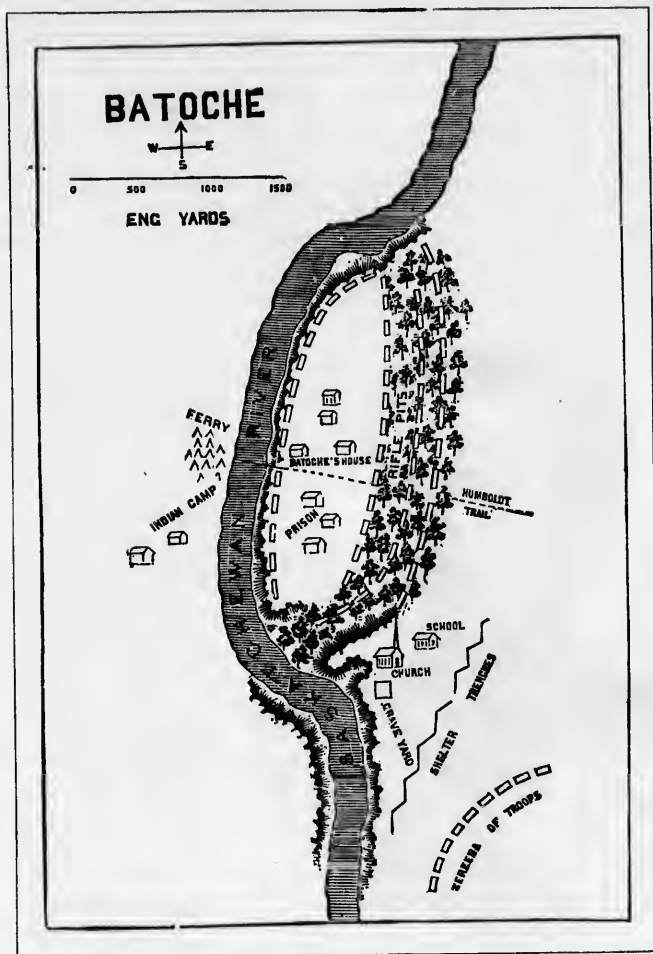 BATOCHE
W E
S
0 500 1000 1500
ENG YARDS
FERRY
INDIAN CAMP ?
SASKATCHEWAN RIVER
BATOCHE'S HOUSE
PRISON
RIFLE PITS
HUMBOLDT
TRAIL
SCHOOL
CHURCH
GRAVE YARD
SHELTER TRENCHES
ZEREBA OF TROOPS